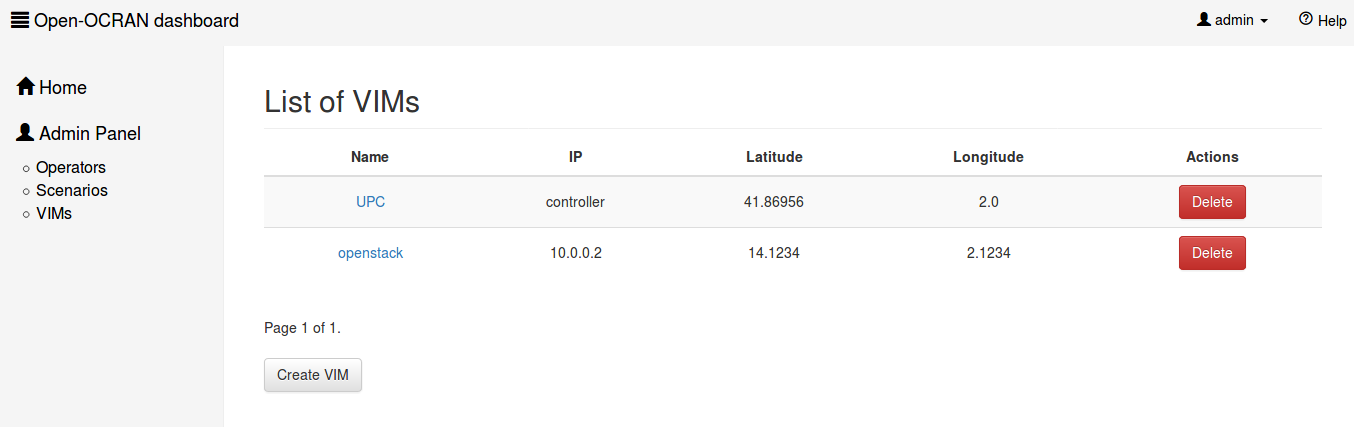 Open-OCRAN dashboard admin Help
Home
Admin Panel
Operators
Scenarios
VIMs
List of VIMs
Name IP Latitude Longitude Actions
UPC controller 41.86956 2.0 Delete
openstack 10.0.0.2 14.1234 2.1234 Delete
Page 1 of 1.
Create VIM